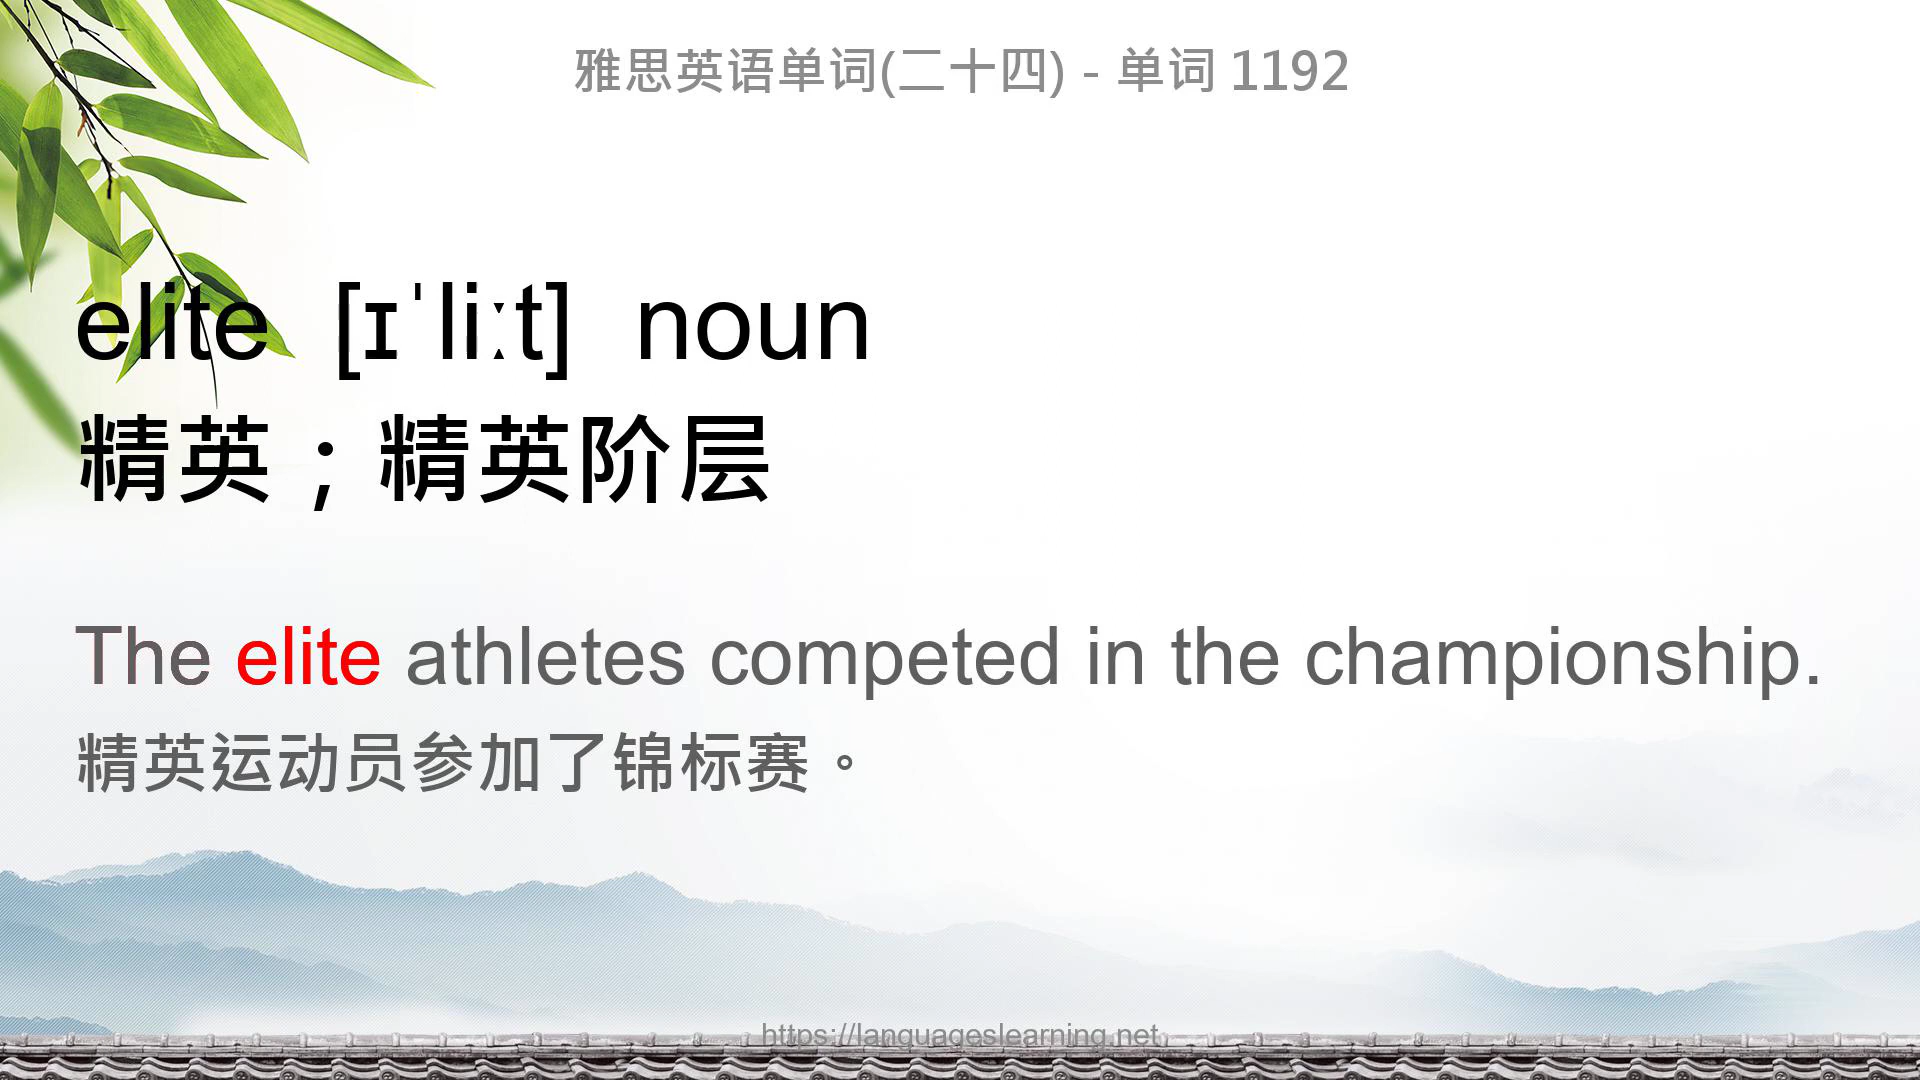 雅思英语单词(二十四) - 单词 1192
elite [ɪˈliːt] noun
精英；精英阶层
The elite athletes competed in the championship.
精英运动员参加了锦标赛。
https://languageslearning.net